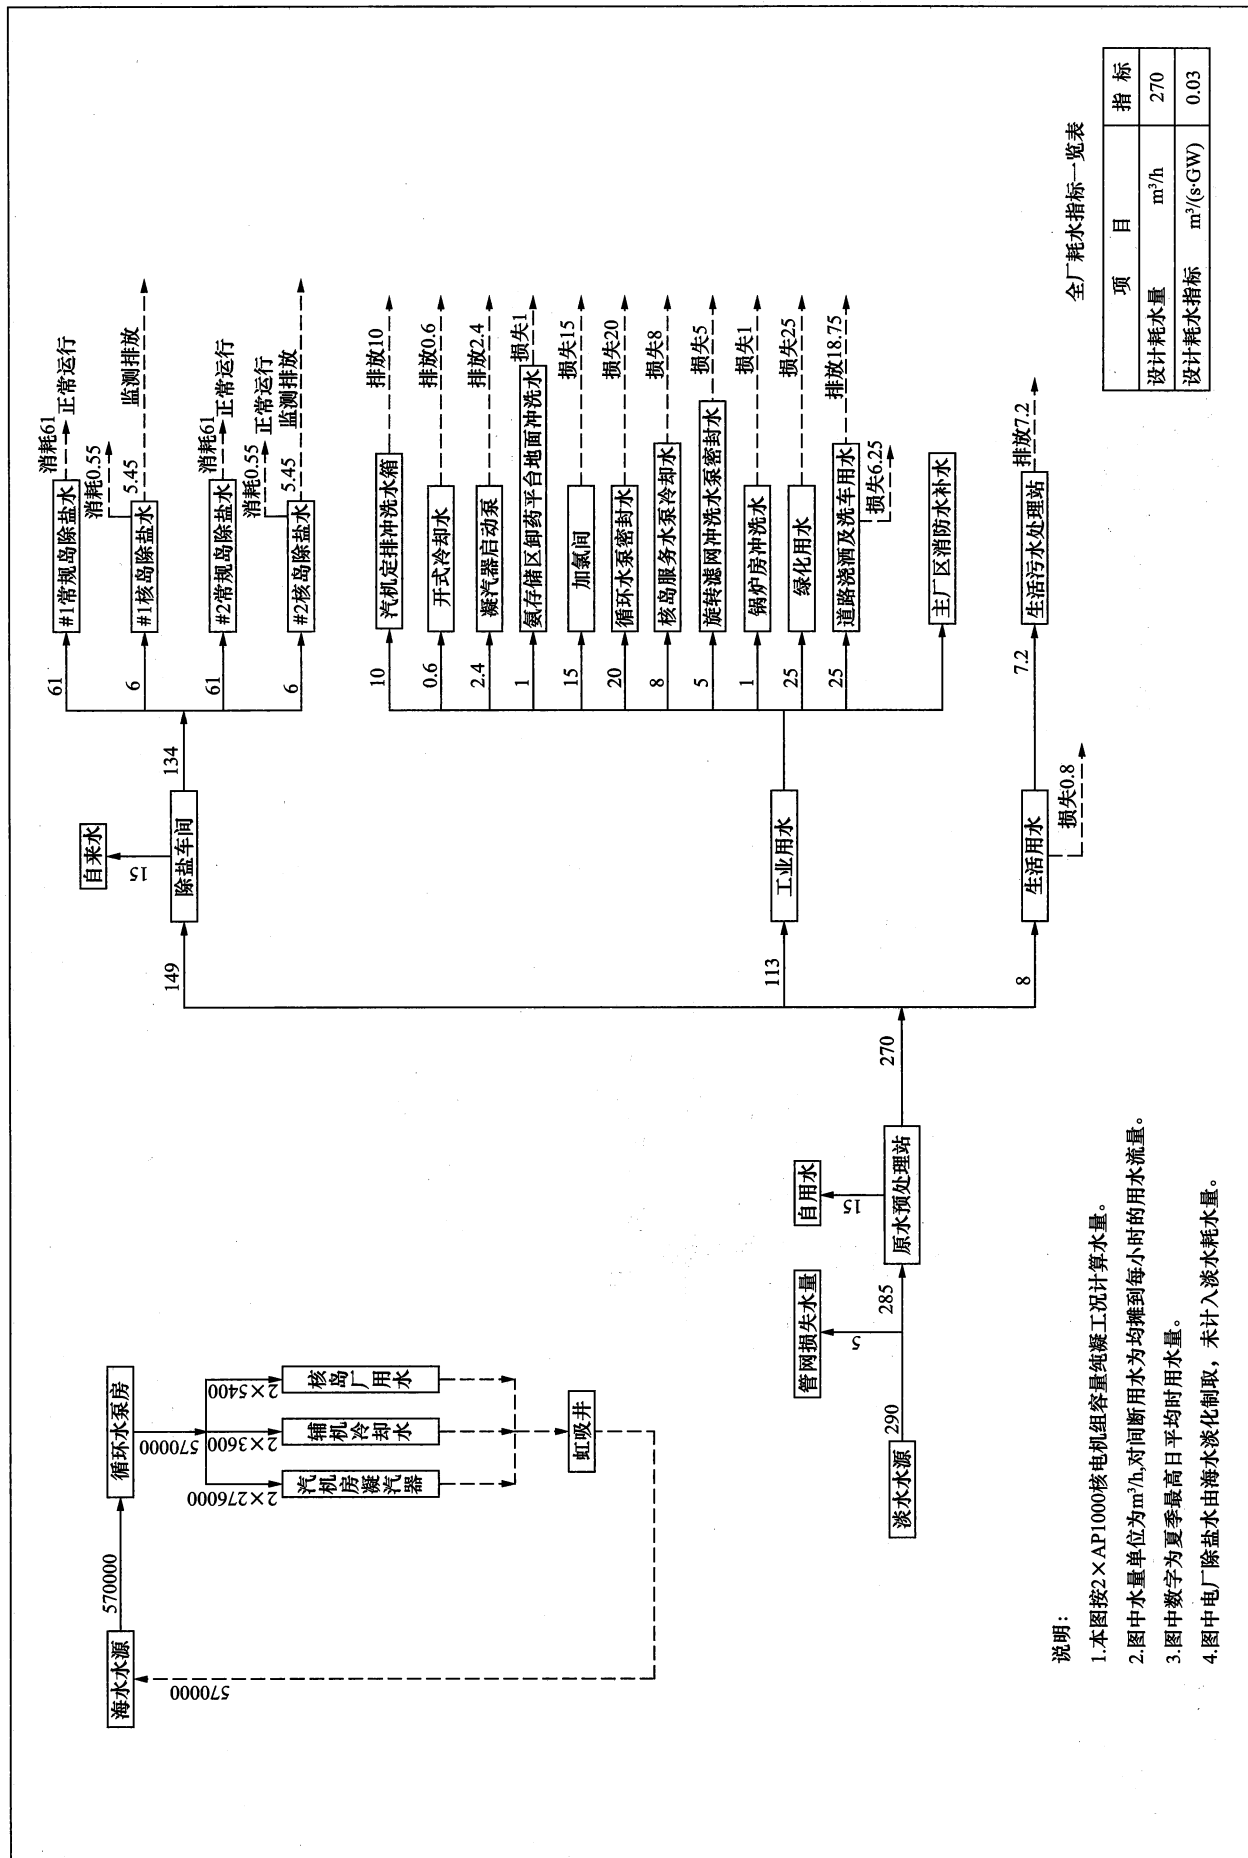 海水水源
570000
循环水泵房
570000
2×5400
核岛厂用水
2×3600
辅机冷却水
2×276000
汽机房凝汽器
虹吸井
570000
淡水水源
290
管网损失水量
5
285
自用水
15
原水预处理站
270
149
自来水
15
除盐车间
134
61
#1常规岛除盐水
消耗61
正常运行
6
#1核岛除盐水
消耗0.55
5.45
监测排放
61
#2常规岛除盐水
消耗61
正常运行
6
#2核岛除盐水
消耗0.55
正常运行
5.45
监测排放
113
工业用水
10
汽机定排冲洗水箱
排放10
0.6
开式冷却水
排放0.6
2.4
凝汽器启动泵
排放2.4
1
氨存储区卸药平台地面冲洗水
损失1
15
加氯间
损失15
20
循环水泵密封水
损失20
8
核岛服务水泵冷却水
损失8
5
旋转滤网冲洗水泵密封水
损失5
1
锅炉房冲洗水
损失1
25
绿化用水
损失25
25
道路浇洒及洗车用水
排放18.75
损失6.25
主厂区消防水补水
8
生活用水
损失0.8
7.2
生活污水处理站
排放7.2
全厂耗水指标一览表
项 目 指 标
设计耗水量 m³/h 270
设计耗水指标 m³/(s·GW) 0.03
说明：
1.本图按2×AP1000核电机组容量纯凝工况计算水量。
2.图中水量单位为m³/h,对间断用水为均摊到每小时的用水流量。
3.图中数字为夏季最高日平均时用水量。
4.图中电厂除盐水由海水淡化制取，未计入淡水耗水量。